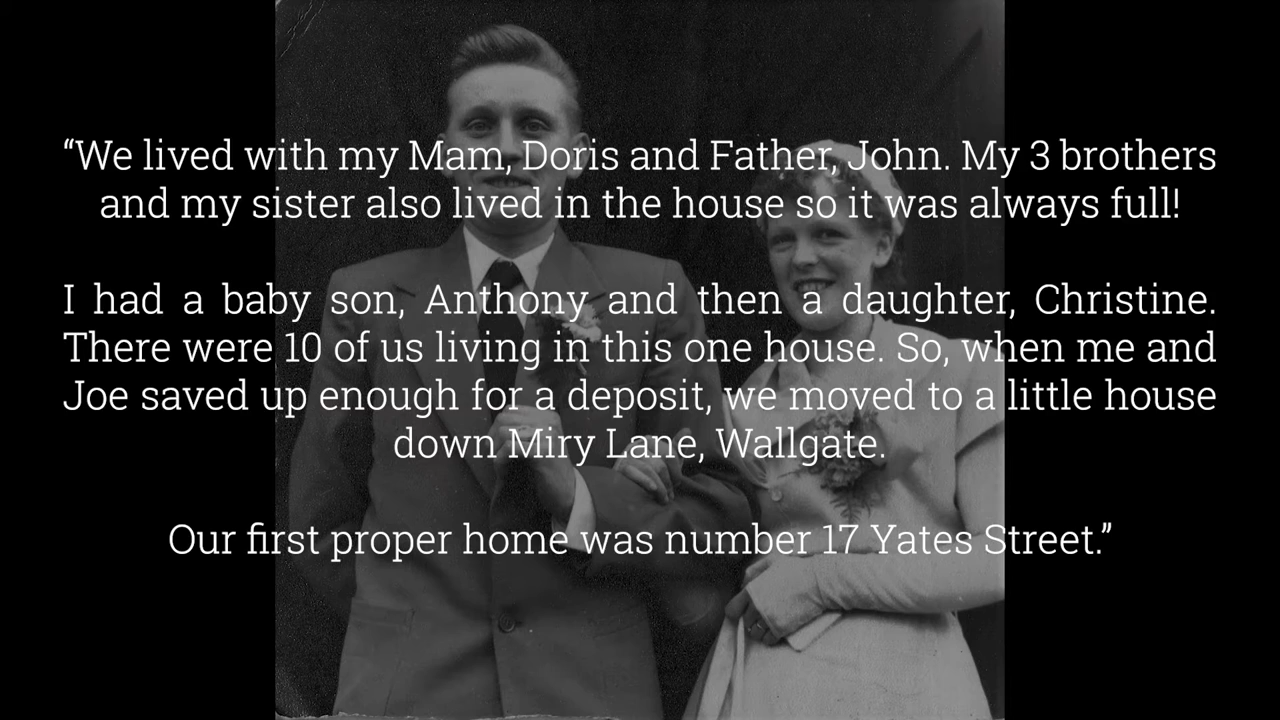 “We lived with my Mam, Doris and Father, John. My 3 brothers
and my sister also lived in the house so it was always full!
I had a baby son, Anthony and then a daughter, Christine.
There were 10 of us living in this one house. So, when me and
Joe saved up enough for a deposit, we moved to a little house
down Miry Lane, Wallgate.
Our first proper home was number 17 Yates Street.”